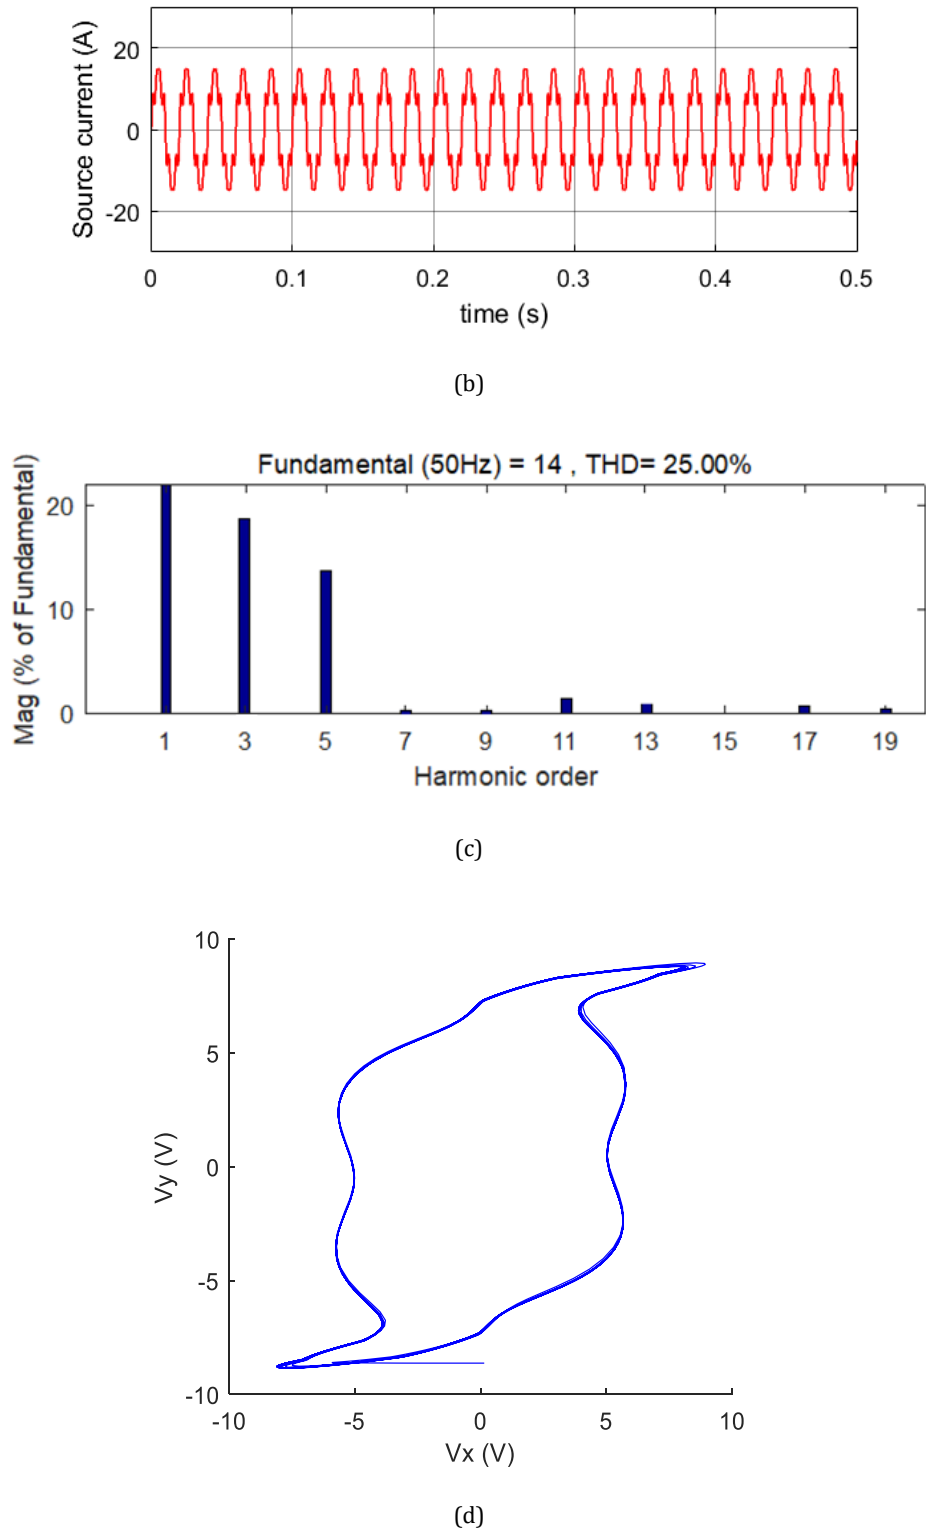 Source current (A)
20
0
-20
0 0.1 0.2 0.3 0.4 0.5
time (s)
(b)
Fundamental (50Hz) = 14 , THD= 25.00%
Mag (% of Fundamental)
20
10
0
1 3 5 7 9 11 13 15 17 19
Harmonic order
(c)
10
5
Vy (V)
0
-5
-10
-10 -5 0 5 10
Vx (V)
(d)